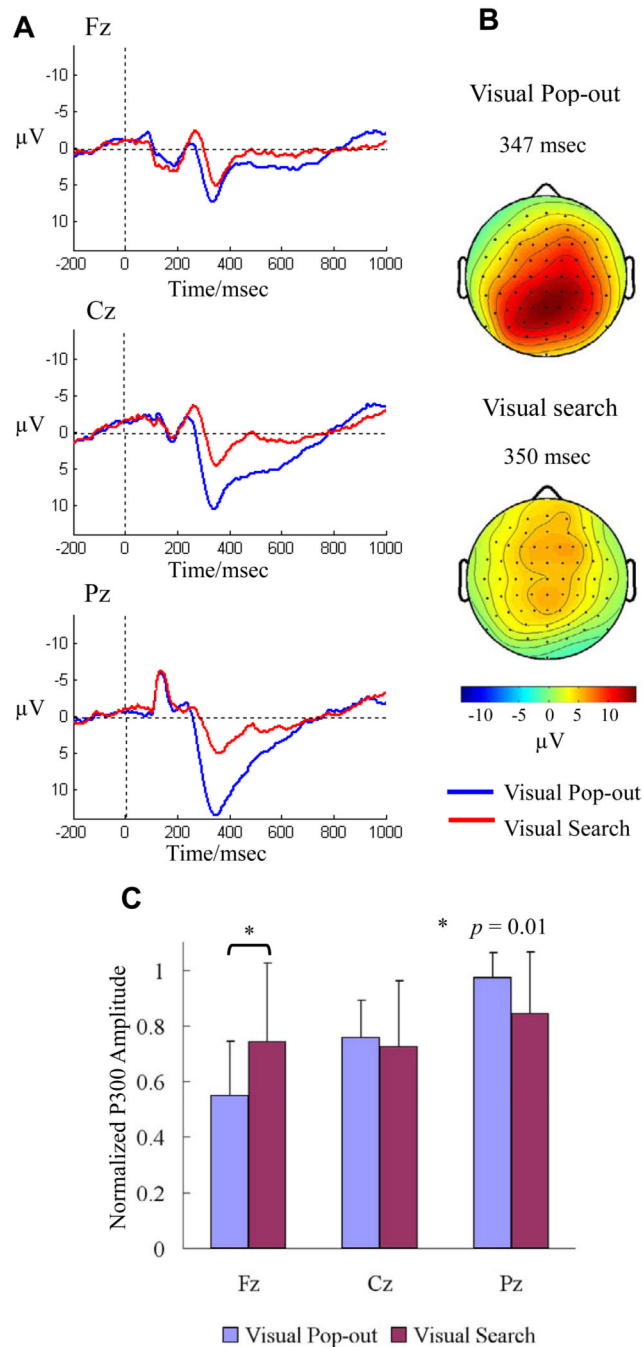 A
Fz
-10
-5
µV
0
5
10
-200 0 200 400 600 800 1000
Time/msec
Cz
-10
-5
µV
0
5
10
-200 0 200 400 600 800 1000
Time/msec
Pz
-10
-5
µV
0
5
10
-200 0 200 400 600 800 1000
Time/msec
B
Visual Pop-out
347 msec
Visual search
350 msec
-10 -5 0 5 10
µV
Visual Pop-out
Visual Search
C
* p = 0.01
*
Normalized P300 Amplitude
1
0.8
0.6
0.4
0.2
0
Fz Cz Pz
Visual Pop-out Visual Search